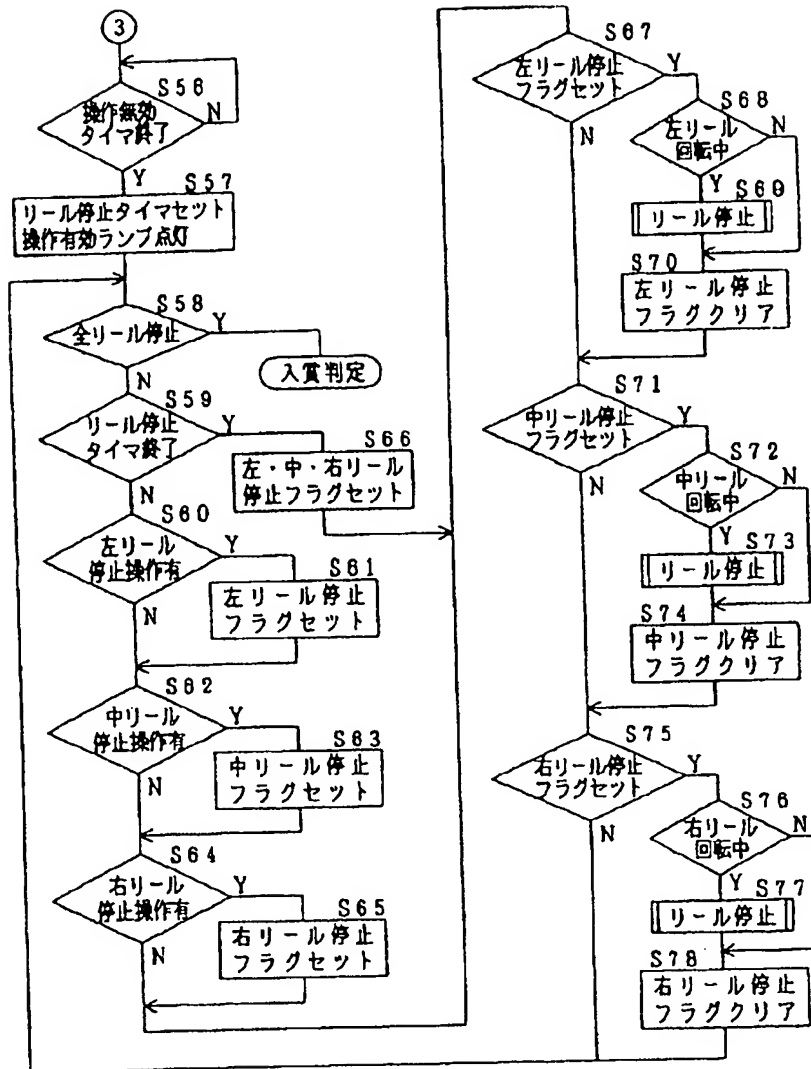 3
S56
操作無効
タイマ終了
N
Y
S57
リール停止タイマセット
操作有効ランプ点灯
S58
全リール停止
Y
入賞判定
N
S59
リール停止
タイマ終了
Y
S66
左・中・右リール
停止フラグセット
N
S60
左リール
停止操作有
Y
S61
左リール停止
フラグセット
N
S62
中リール
停止操作有
Y
S63
中リール停止
フラグセット
N
S64
右リール
停止操作有
Y
S65
右リール停止
フラグセット
N
S67
左リール停止
フラグセット
Y
N
S68
左リール
回転中
N
Y
S69
リール停止
S70
左リール停止
フラグクリア
S71
中リール停止
フラグセット
Y
N
S72
中リール
回転中
N
Y
S73
リール停止
S74
中リール停止
フラグクリア
S75
右リール停止
フラグセット
Y
N
S76
右リール
回転中
N
Y
S77
リール停止
S78
右リール停止
フラグクリア